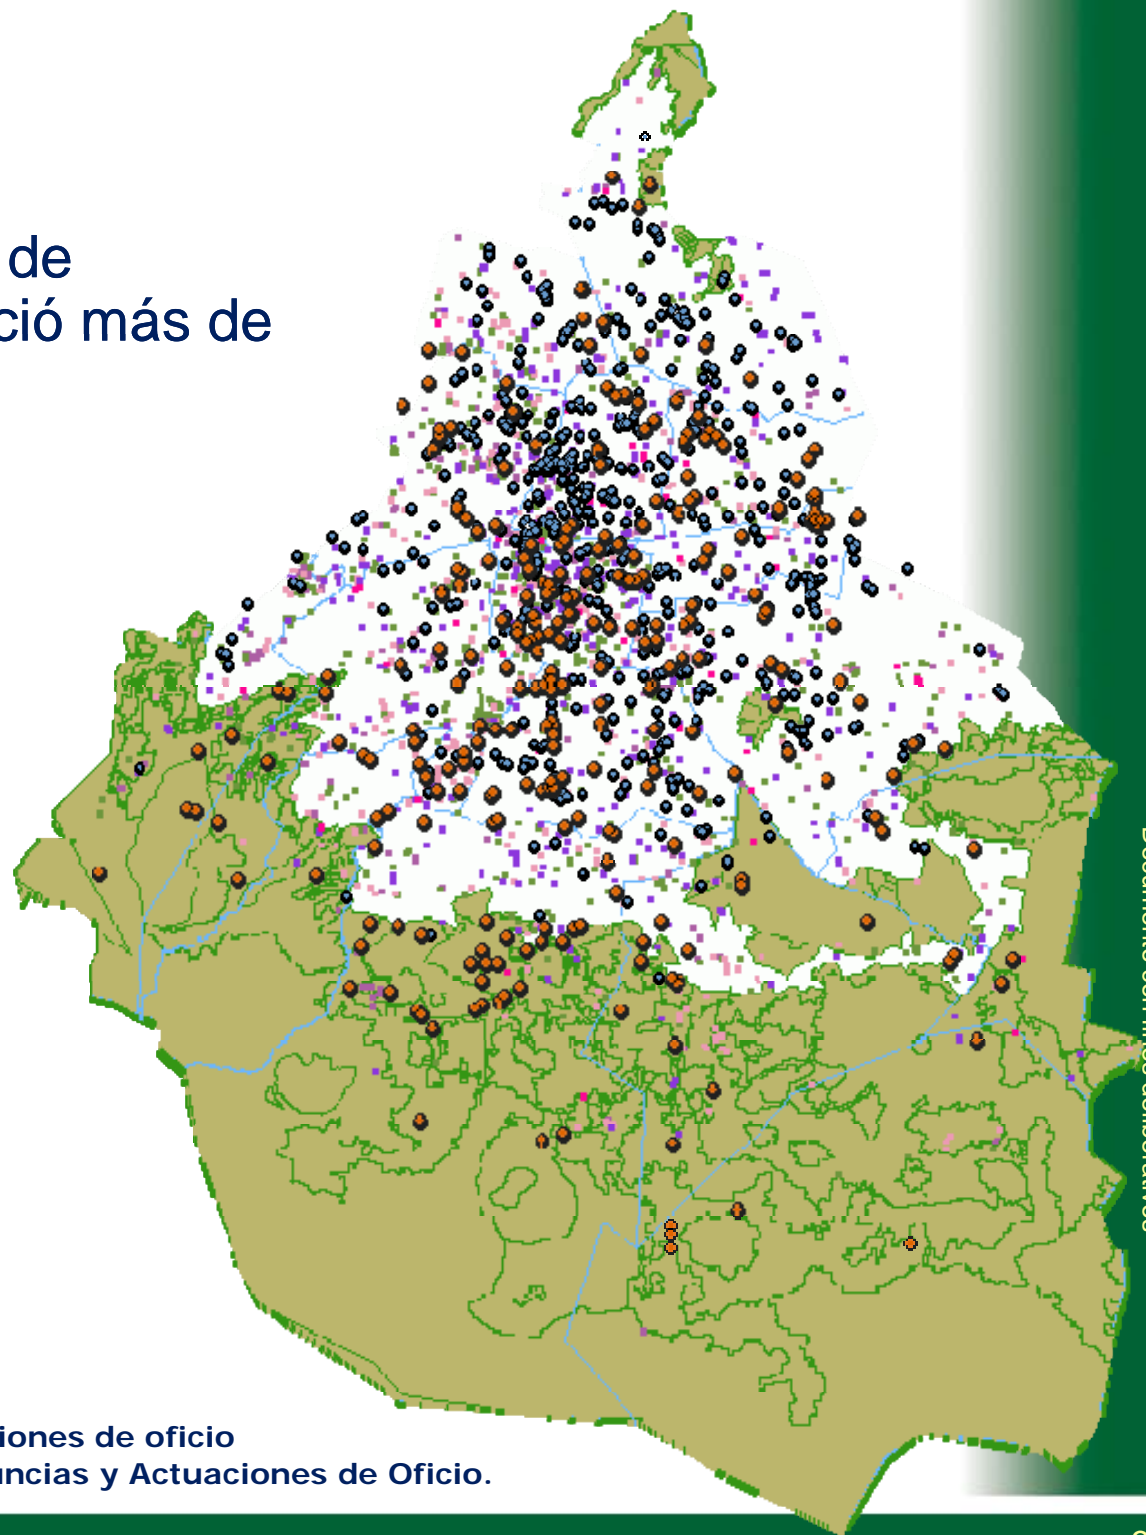 de
ció más de
iones de oficio
uncias y Actuaciones de Oficio.